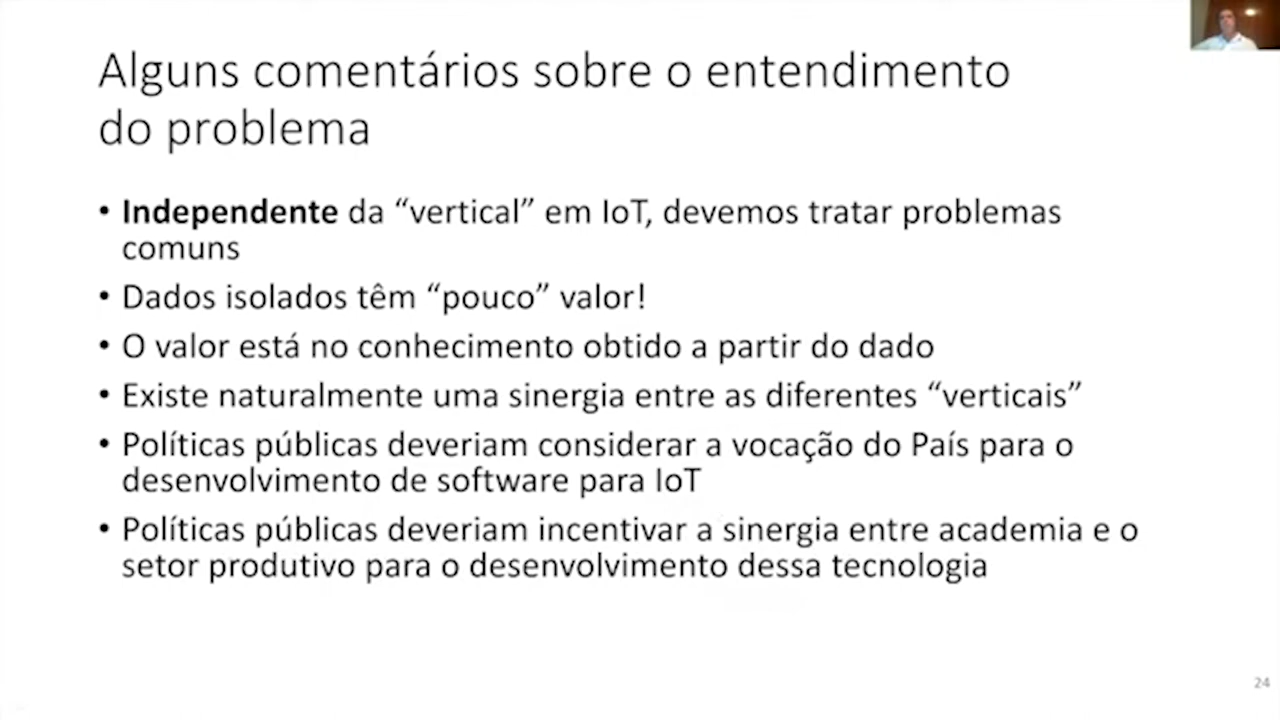 Alguns comentários sobre o entendimento
do problema
• Independente da “vertical” em IoT, devemos tratar problemas
comuns
• Dados isolados têm “pouco” valor!
• O valor está no conhecimento obtido a partir do dado
• Existe naturalmente uma sinergia entre as diferentes “verticais”
• Políticas públicas deveriam considerar a vocação do País para o
desenvolvimento de software para IoT
• Políticas públicas deveriam incentivar a sinergia entre academia e o
setor produtivo para o desenvolvimento dessa tecnologia
24